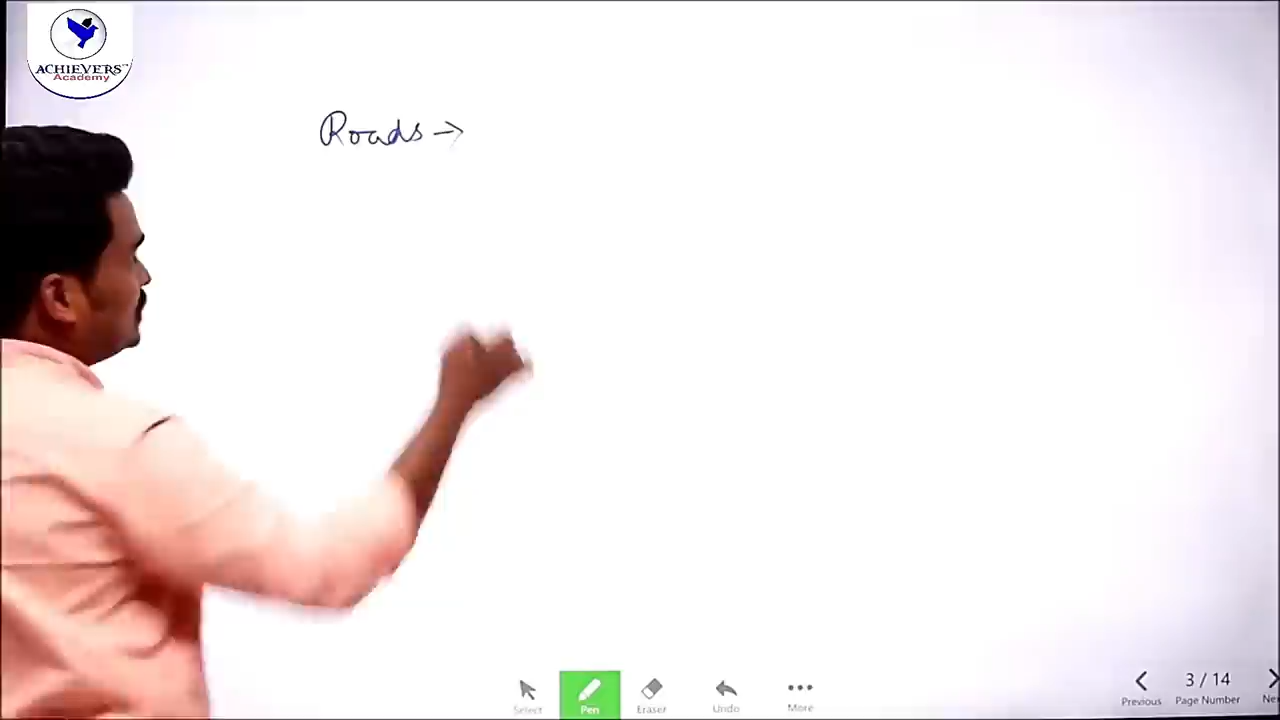 ACHIEVERS
Academy
Roads →
Select
Pen
Eraser
Undo
More
Previous
3 / 14
Page Number